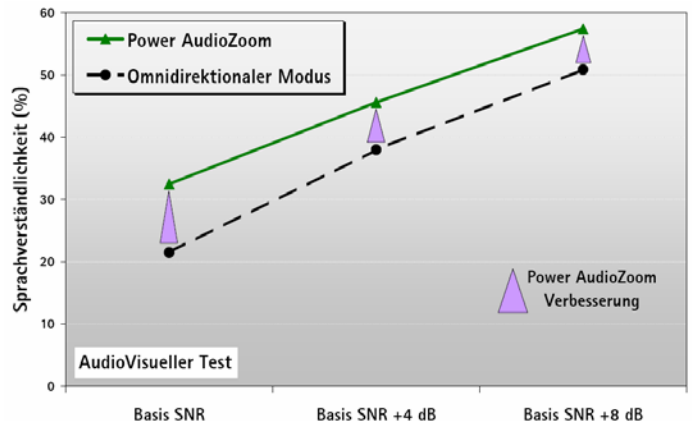 60
50
40
30
20
10
0
Sprachverständlichkeit (%)
Power AudioZoom
Omnidirektionaler Modus
Power AudioZoom
Verbesserung
AudioVisueller Test
Basis SNR
Basis SNR +4 dB
Basis SNR +8 dB